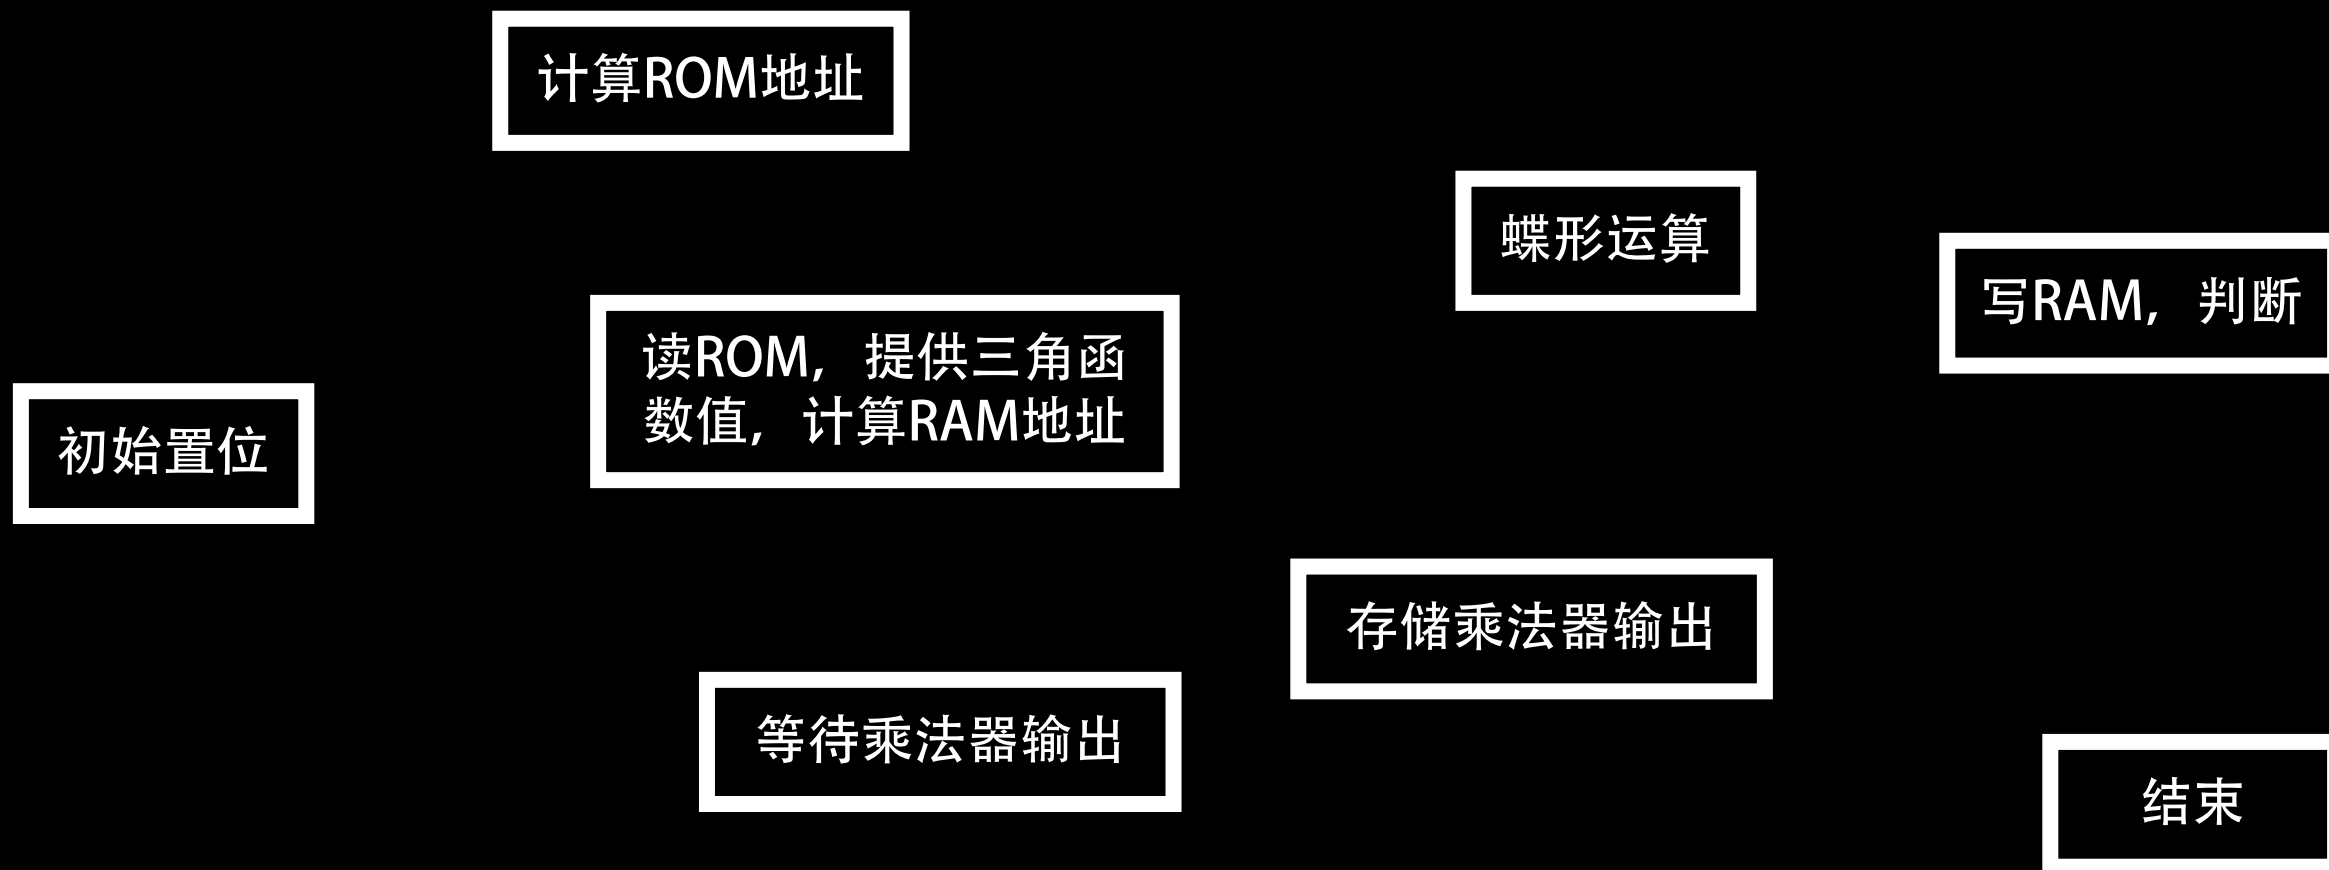 计算ROM地址
蝶形运算
写RAM，判断
读ROM，提供三角函
数值，计算RAM地址
初始置位
存储乘法器输出
等待乘法器输出
结束